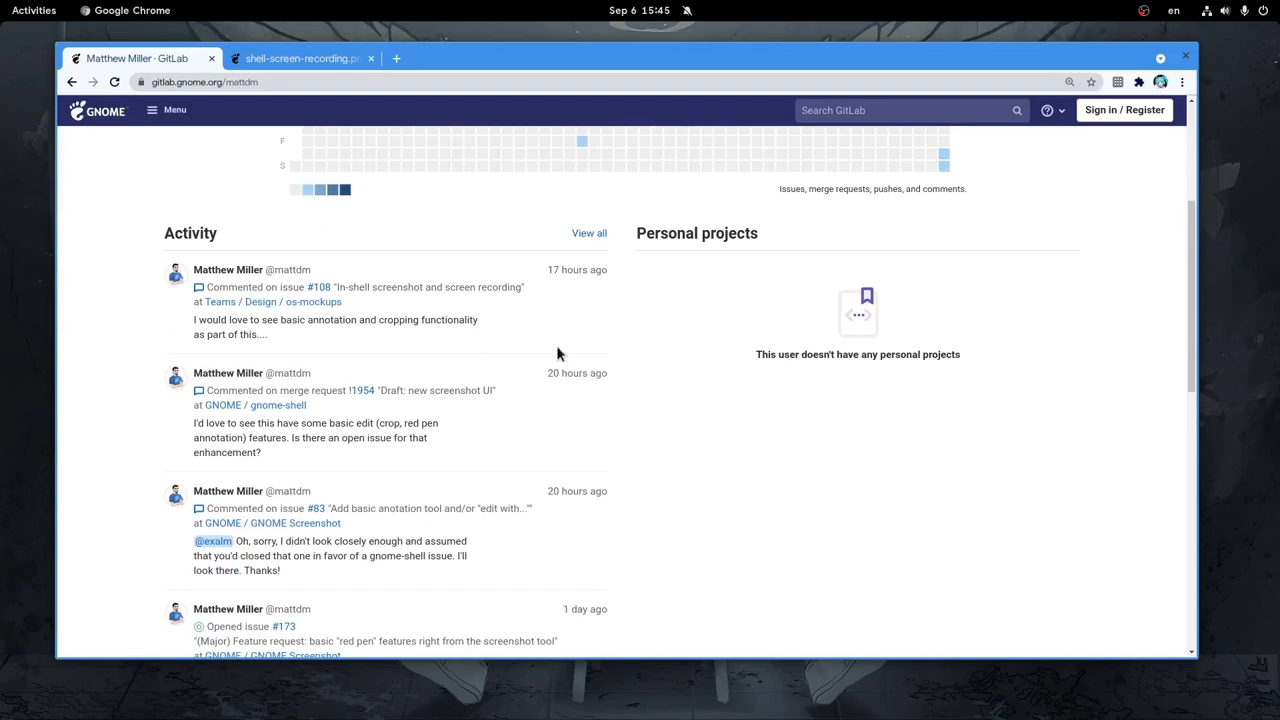 Activities Google Chrome Sep 6 15:45 en
Matthew Miller · GitLab shell-screen-recording.pn
gitlab.gnome.org/mattdm
GNOME Menu Search GitLab Sign in / Register
F
S
Issues, merge requests, pushes, and comments.
Activity View all
Matthew Miller @mattdm 17 hours ago
Commented on issue #108 "In-shell screenshot and screen recording"
at Teams / Design / os-mockups
I would love to see basic annotation and cropping functionality
as part of this....
Matthew Miller @mattdm 20 hours ago
Commented on merge request !1954 "Draft: new screenshot UI"
at GNOME / gnome-shell
I'd love to see this have some basic edit (crop, red pen
annotation) features. Is there an open issue for that
enhancement?
Matthew Miller @mattdm 20 hours ago
Commented on issue #83 "Add basic anotation tool and/or "edit with...""
at GNOME / GNOME Screenshot
@exalm Oh, sorry, I didn't look closely enough and assumed
that you'd closed that one in favor of a gnome-shell issue. I'll
look there. Thanks!
Matthew Miller @mattdm 1 day ago
Opened issue #173
"(Major) Feature request: basic "red pen" features right from the screenshot tool"
at GNOME / GNOME Screenshot
Personal projects
This user doesn't have any personal projects